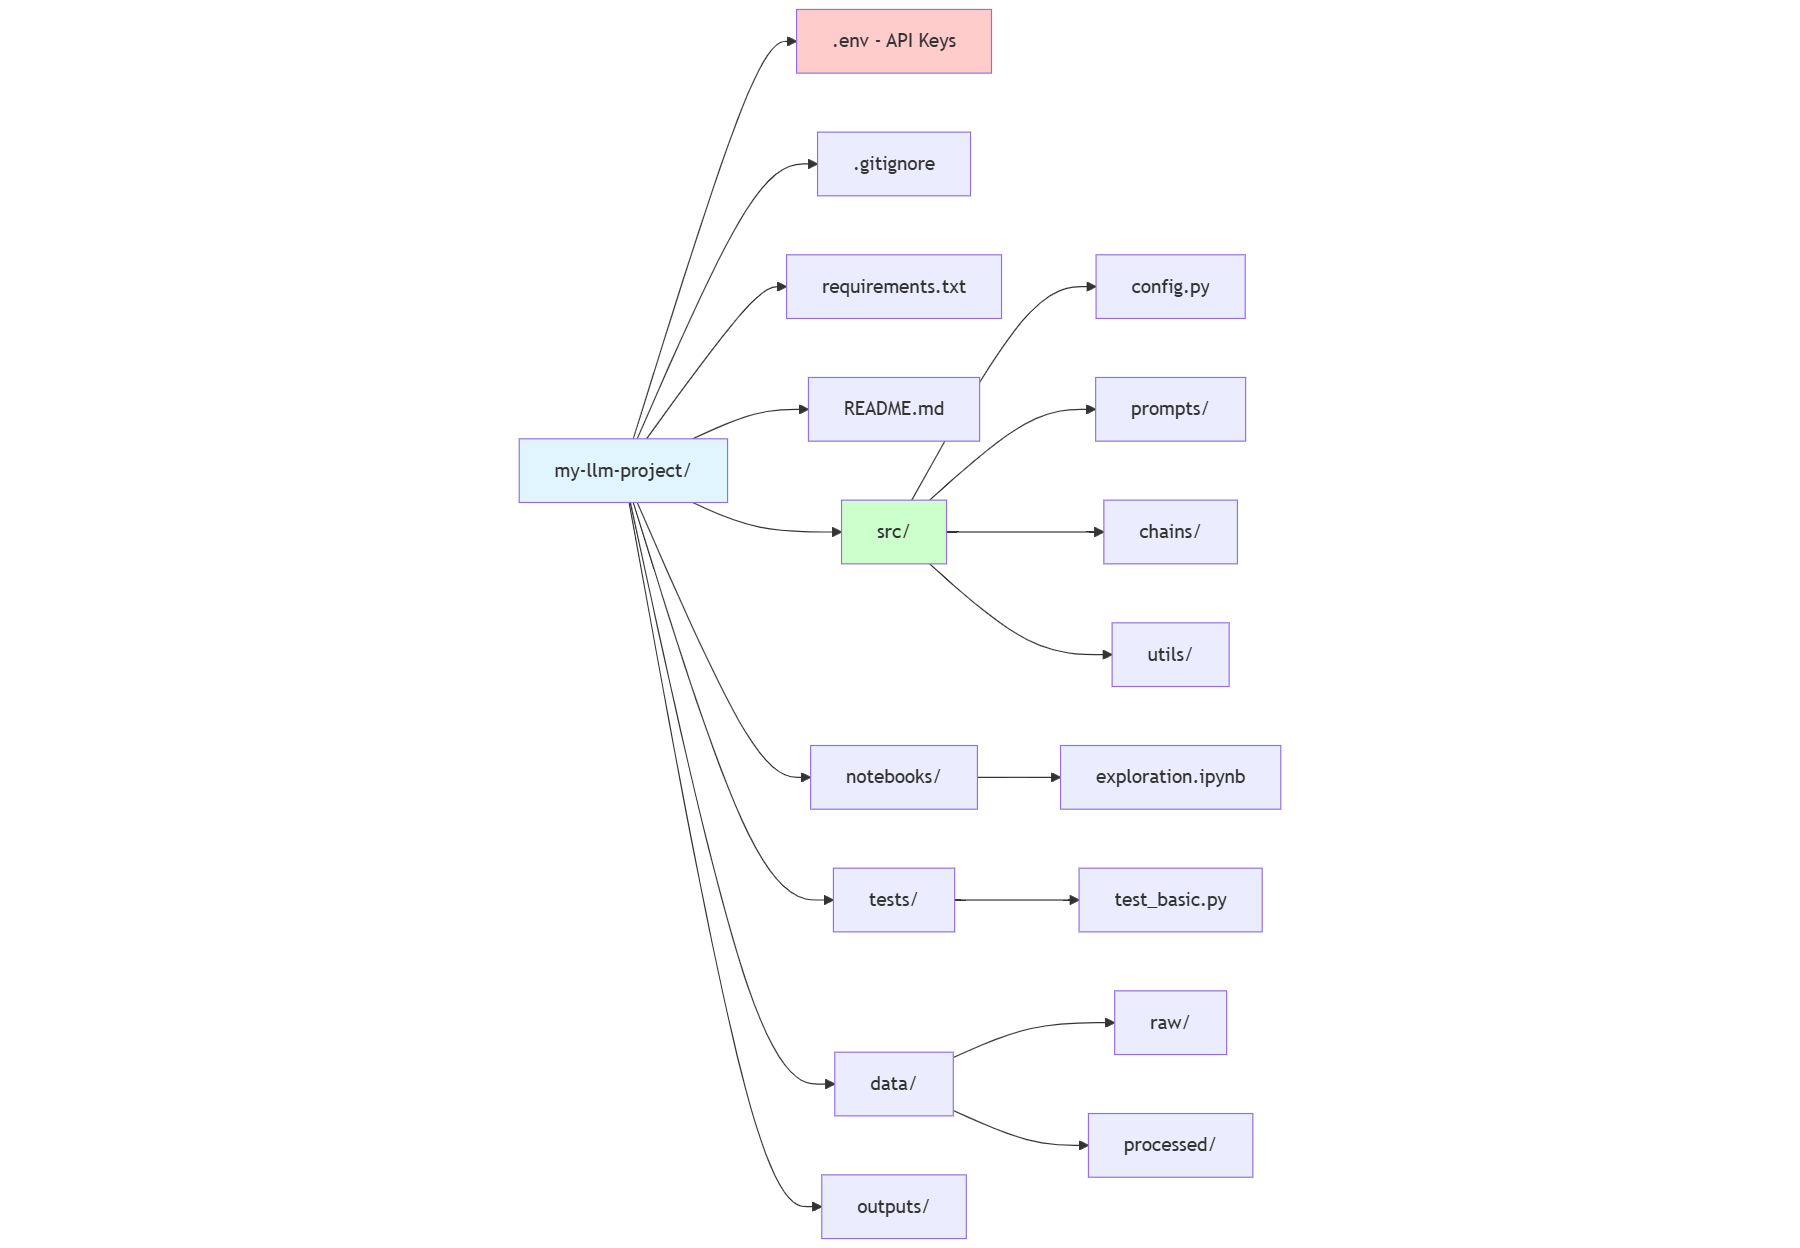 .env - API Keys
.gitignore
requirements.txt
config.py
README.md
prompts/
my-llm-project/
src/
chains/
utils/
notebooks/
exploration.ipynb
tests/
test_basic.py
raw/
data/
processed/
outputs/